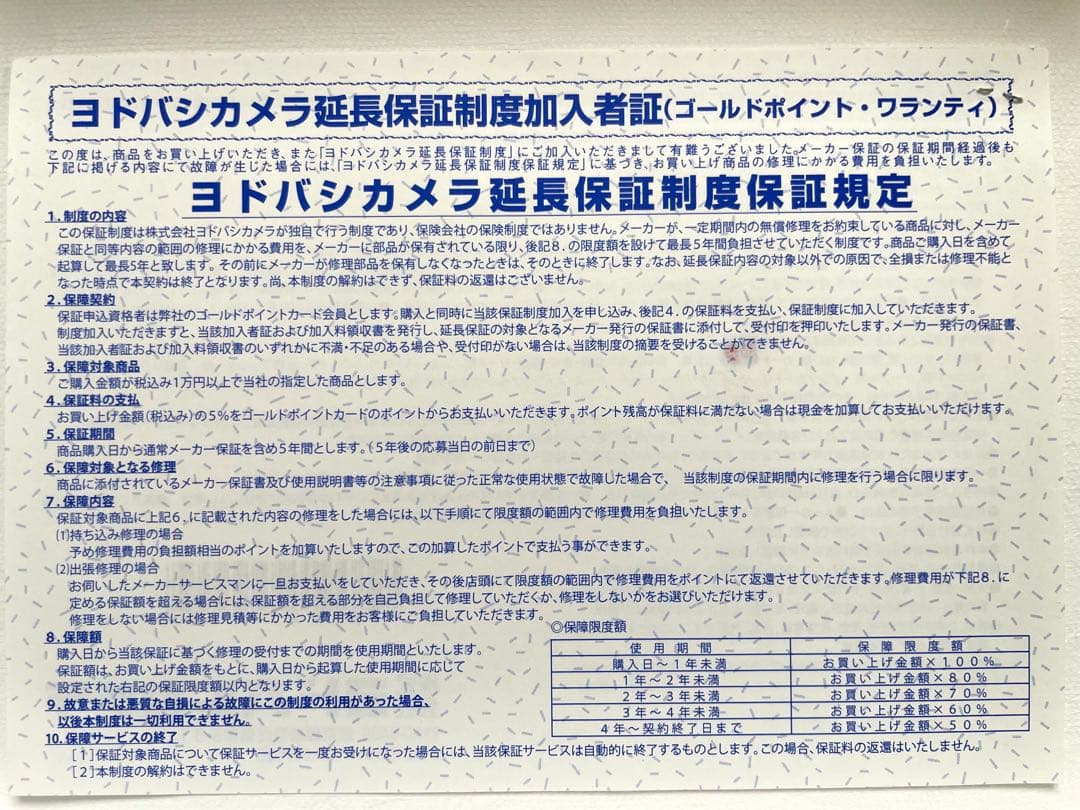 ヨドバシカメラ延長保証制度加入者証(ゴールドポイント・ワランティ)
この度は、商品をお買い上げいただき、また「ヨドバシカメラ延長保証制度」にご加入いただきまして有難うございました。メーカー保証の保証期間経過後も
下記に掲げる内容にて故障が生じた場合には、「ヨドバシカメラ延長保証制度保証規定」に基づき、お買い上げ商品の修理にかかる費用を負担いたします。
ヨドバシカメラ延長保証制度保証規定
1.制度の内容
この保証制度は株式会社ヨドバシカメラが独自で行う制度であり、保険会社の保険制度ではありません。メーカーが、一定期間内の無償修理をお約束している商品に対し、メーカー
保証と同等内容の範囲の修理にかかる費用を、メーカーに部品が保有されている限り、後記8.の限度額を設けて最長5年間負担させていただく制度です。商品ご購入日を含めて
起算して最長5年と致します。その前にメーカーが修理部品を保有しなくなったときは、そのときに終了します。なお、延長保証内容の対象以外での原因で、全損または修理不能と
なった時点で本契約は終了となります。尚、本制度の解約はできず、保証料の返還はございません。
2.保障契約
保証申込資格者は弊社のゴールドポイントカード会員とします。購入と同時に当該保証制度加入を申し込み、後記4.の保証料を支払い、保証制度に加入していただきます。
制度加入いただきますと、当該加入者証および加入料領収書を発行し、延長保証の対象となるメーカー発行の保証書に添付して、受付印を押印いたします。メーカー発行の保証書、
当該加入者証および加入料領収書のいずれかに不満・不足のある場合や、受付印がない場合は、当該制度の摘要を受けることができません。
3.保障対象商品
ご購入金額が税込み1万円以上で当社の指定した商品とします。
4.保証料の支払
お買い上げ金額(税込み)の5%をゴールドポイントカードのポイントからお支払いいただきます。ポイント残高が保証料に満たない場合は現金を加算してお支払いいただけます。
5.保証期間
商品購入日から通常メーカー保証を含め5年間とします。(5年後の応募当日の前日まで)
6.保障対象となる修理
商品に添付されているメーカー保証書及び使用説明書等の注意事項に従った正常な使用状態で故障した場合で、 当該制度の保証期間内に修理を行う場合に限ります。
7.保障内容
保証対象商品に上記6.に記載された内容の修理をした場合には、以下手順にて限度額の範囲内で修理費用を負担いたします。
(1)持ち込み修理の場合
予め修理費用の負担額相当のポイントを加算いたしますので、この加算したポイントで支払う事ができます。
(2)出張修理の場合
お伺いしたメーカーサービスマンに一旦お支払いをしていただき、その後店頭にて限度額の範囲内で修理費用をポイントにて返還させていただきます。修理費用が下記8.に
定める保証額を超える場合には、保証額を超える部分を自己負担して修理していただくか、修理をしないかをお選びいただけます。
修理をしない場合には修理見積等にかかった費用をお客様にご負担していただきます。
8.保障額
購入日から当該保証に基づく修理の受付までの期間を使用期間といたします。
保証額は、お買い上げ金額をもとに、購入日から起算した使用期間に応じて
設定された右記の保証限度額以内となります。
9.故意または悪質な自損による故障にこの制度の利用があった場合、
以後本制度は一切利用できません。
◎保障限度額
使用期間 保障限度額
購入日～1年未満 お買い上げ金額×100%
1年～2年未満 お買い上げ金額×80%
2年～3年未満 お買い上げ金額×70%
3年～4年未満 お買い上げ金額×60%
4年～契約終了日まで お買い上げ金額×50%
10.保障サービスの終了
[1]保証対象商品について保証サービスを一度お受けになった場合には、当該保証サービスは自動的に終了するものとします。この場合、保証料の返還はいたしません。
[2]本制度の解約はできません。